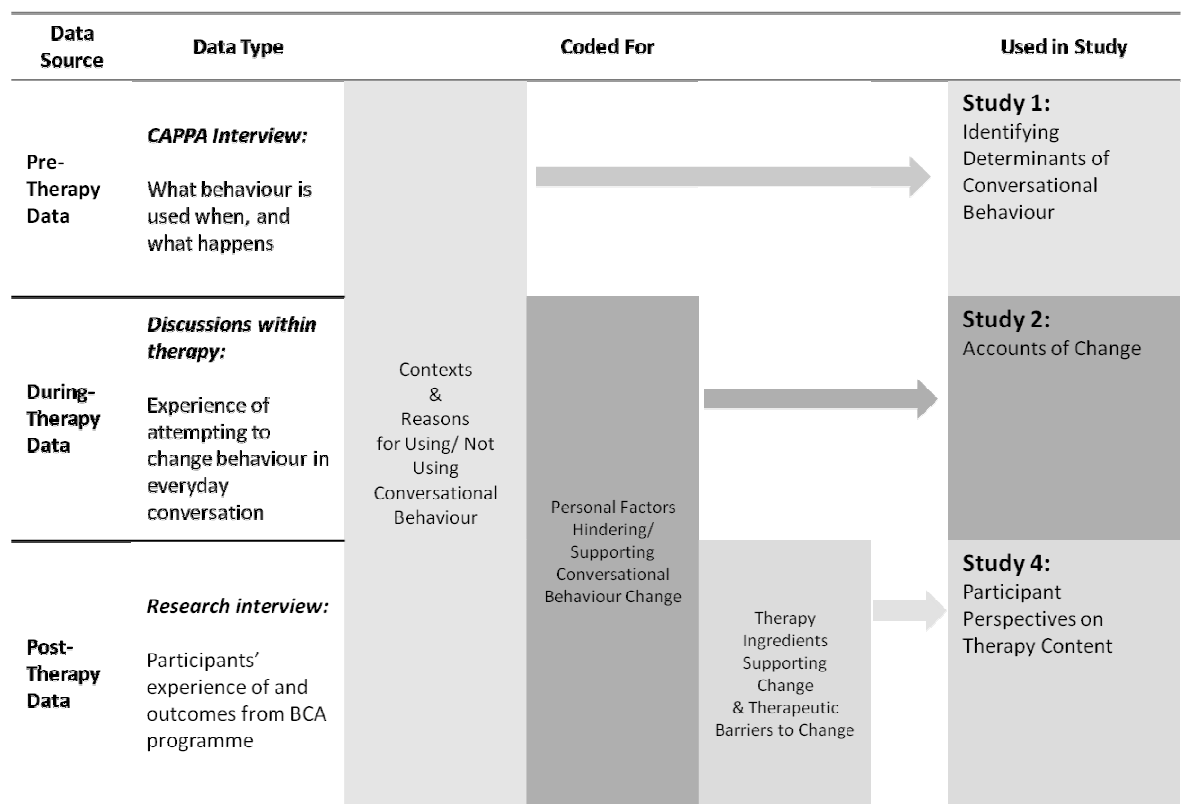 Data
Source
Data Type
Coded For
Used in Study
Pre-
Therapy
Data
CAPPA Interview:
What behaviour is
used when, and
what happens
Study 1:
Identifying
Determinants of
Conversational
Behaviour
During-
Therapy
Data
Discussions within
therapy:
Experience of
attempting to
change behaviour in
everyday
conversation
Contexts
&
Reasons
for Using/ Not
Using
Conversational
Behaviour
Personal Factors
Hindering/
Supporting
Conversational
Behaviour Change
Study 2:
Accounts of Change
Post-
Therapy
Data
Research interview:
Participants’
experience of and
outcomes from BCA
programme
Therapy
Ingredients
Supporting
Change
& Therapeutic
Barriers to Change
Study 4:
Participant
Perspectives on
Therapy Content